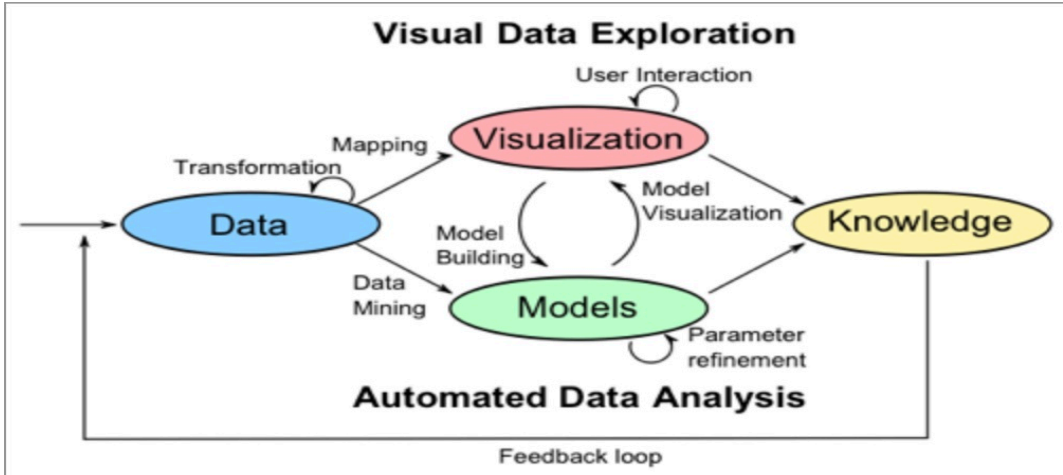 Visual Data Exploration
User Interaction
Visualization
Mapping
Transformation
Data
Model
Visualization
Knowledge
Model
Building
Data
Mining
Models
Parameter
refinement
Automated Data Analysis
Feedback loop